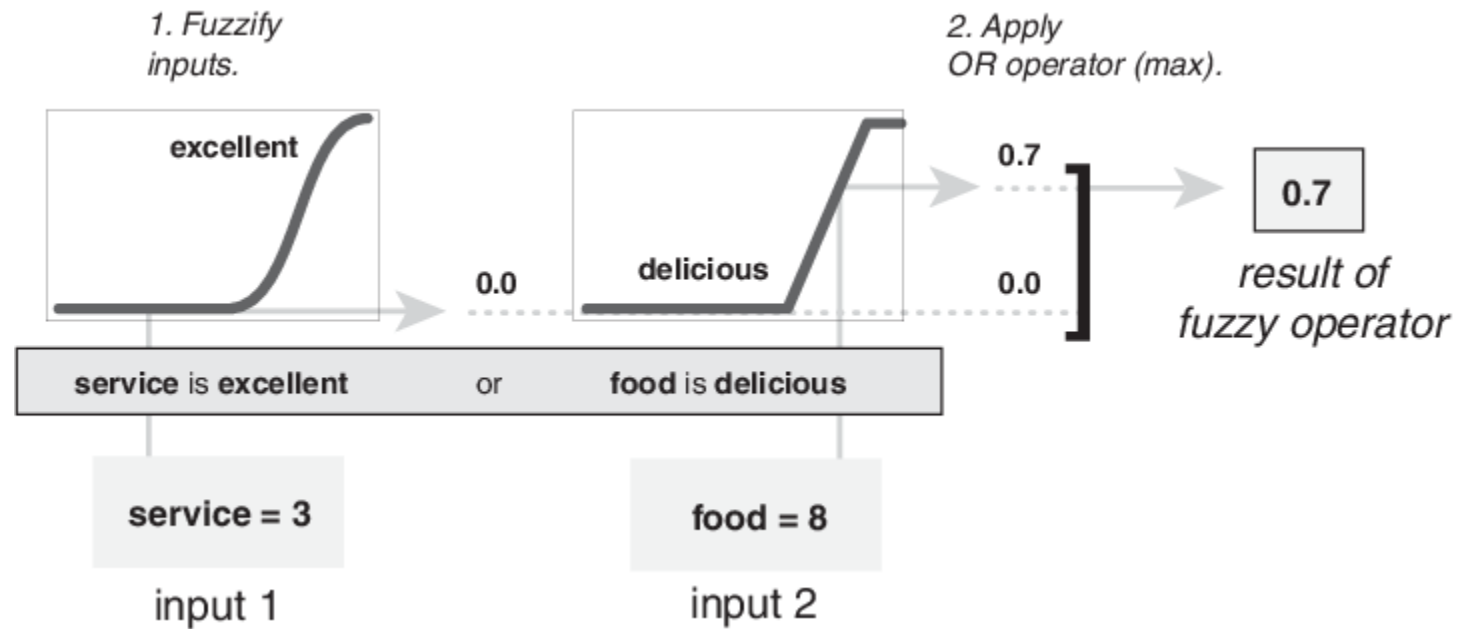 1. Fuzzify
inputs.
2. Apply
OR operator (max).
excellent
0.7
0.7
delicious
0.0
0.0
result of
fuzzy operator
service is excellent or food is delicious
service = 3
food = 8
input 1
input 2